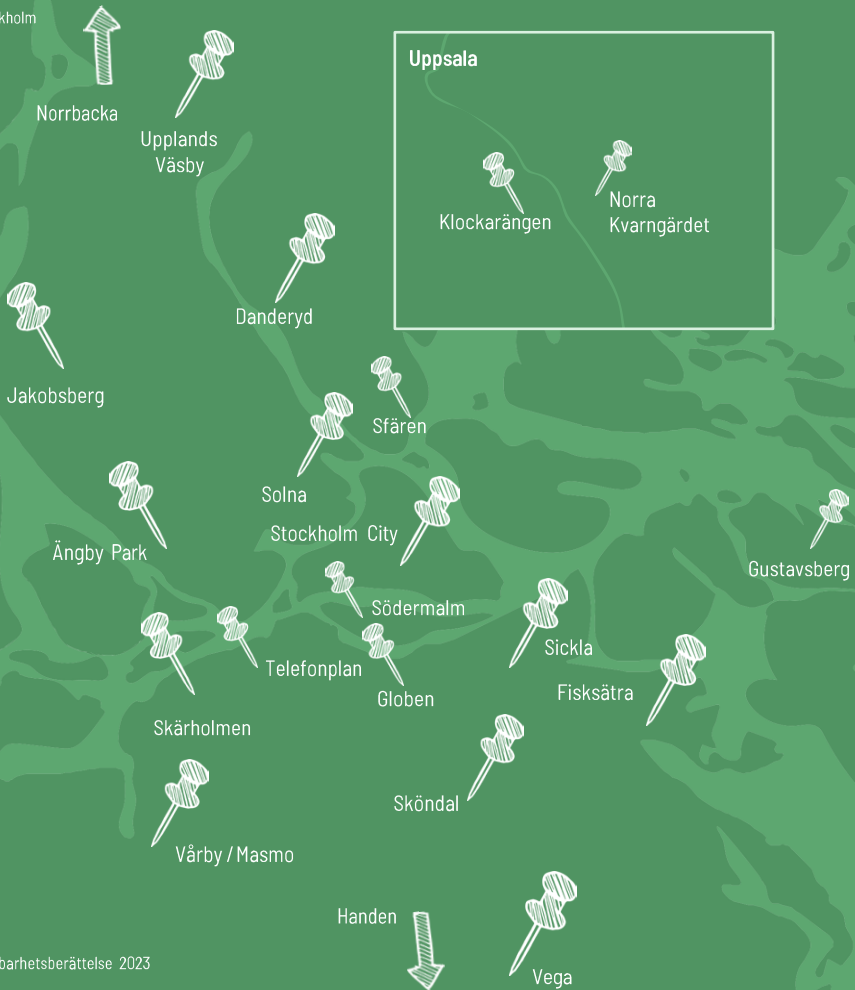 kholm
Norrbacka
Upplands
Väsby
Uppsala
Klockarängen
Norra
Kvarngärdet
Danderyd
Jakobsberg
Sfären
Solna
Stockholm City
Ängby Park
Gustavsberg
Södermalm
Sickla
Telefonplan
Fisksätra
Globen
Skärholmen
Sköndal
Vårby / Masmo
Handen
barhetsberättelse 2023
Vega